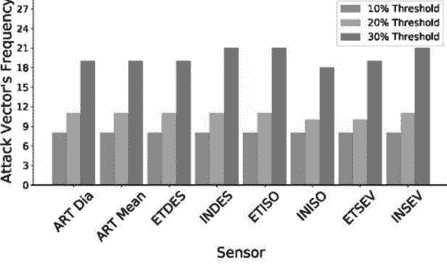 27
24
21
18
15
12
9
6
3
0
Attack Vector's Frequency
10% Threshold
20% Threshold
30% Threshold
ART Dia
ART Mean
ETDES
INDES
ETISO
INISO
ETSEV
INSEV
Sensor